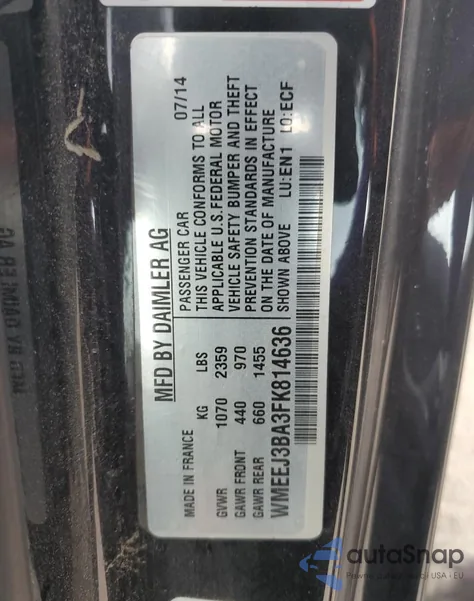 MFD BY DAIMLER AG
MADE IN FRANCE
PASSENGER CAR 07/14
KG LBS
GVWR 1070 2359
GAWR FRONT 440 970
GAWR REAR 660 1455
THIS VEHICLE CONFORMS TO ALL
APPLICABLE U.S. FEDERAL MOTOR
VEHICLE SAFETY BUMPER AND THEFT
PREVENTION STANDARDS IN EFFECT
ON THE DATE OF MANUFACTURE
SHOWN ABOVE LU:EN1 LO:ECF
WMEEJ3BA3FK814636
autoSnap
USA i EU